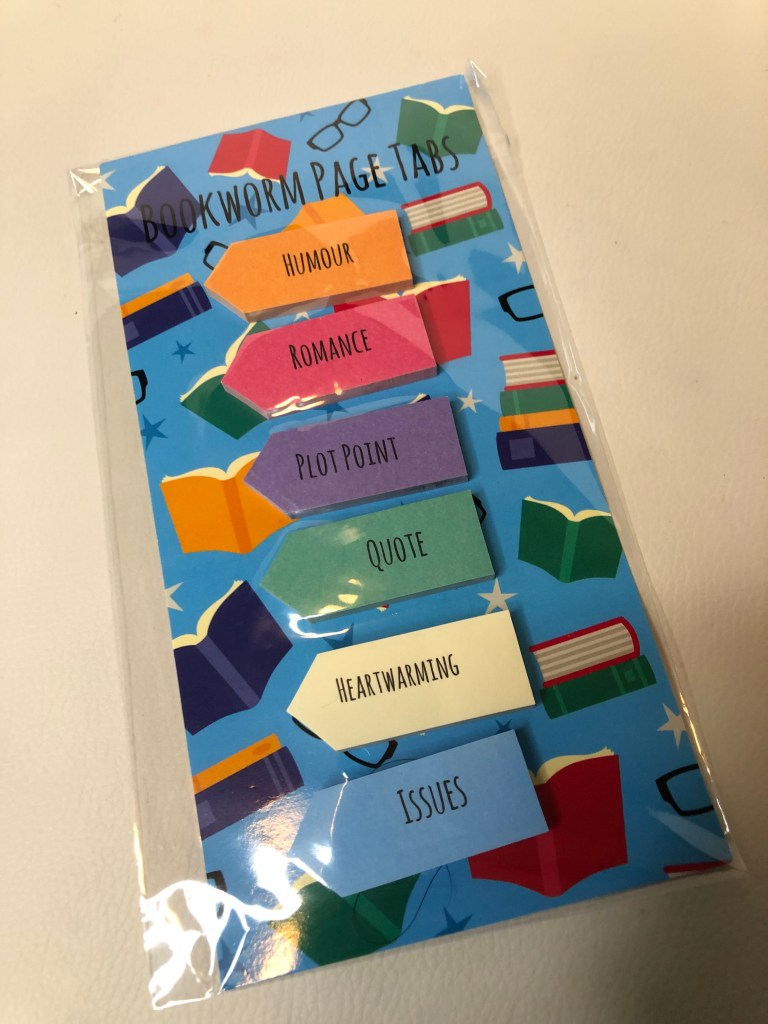 Bookworm Page Tabs
Humour
Romance
Plot Point
Quote
Heartwarming
Issues